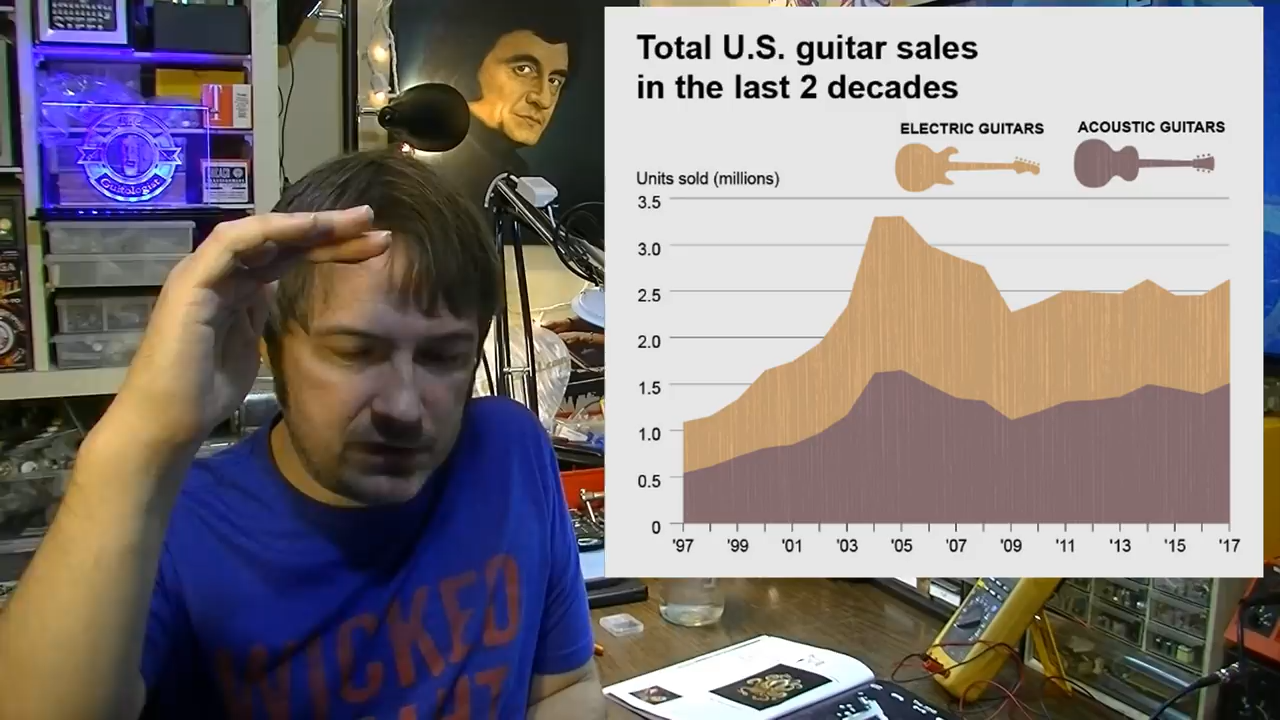 Total U.S. guitar sales
in the last 2 decades
ELECTRIC GUITARS
ACOUSTIC GUITARS
Units sold (millions)
3.5
3.0
2.5
2.0
1.5
1.0
0.5
0
'97 '99 '01 '03 '05 '07 '09 '11 '13 '15 '17
Guitologist
WICKED